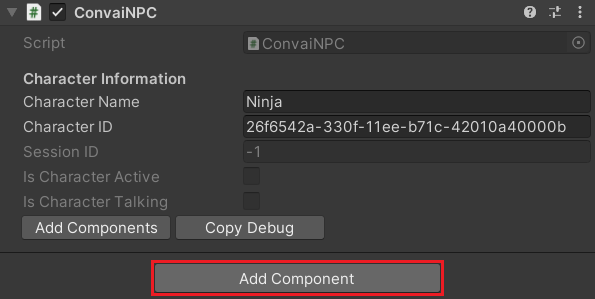 ConvaiNPC
Script ConvaiNPC
Character Information
Character Name Ninja
Character ID 26f6542a-330f-11ee-b71c-42010a40000b
Session ID -1
Is Character Active
Is Character Talking
Add Components Copy Debug
Add Component